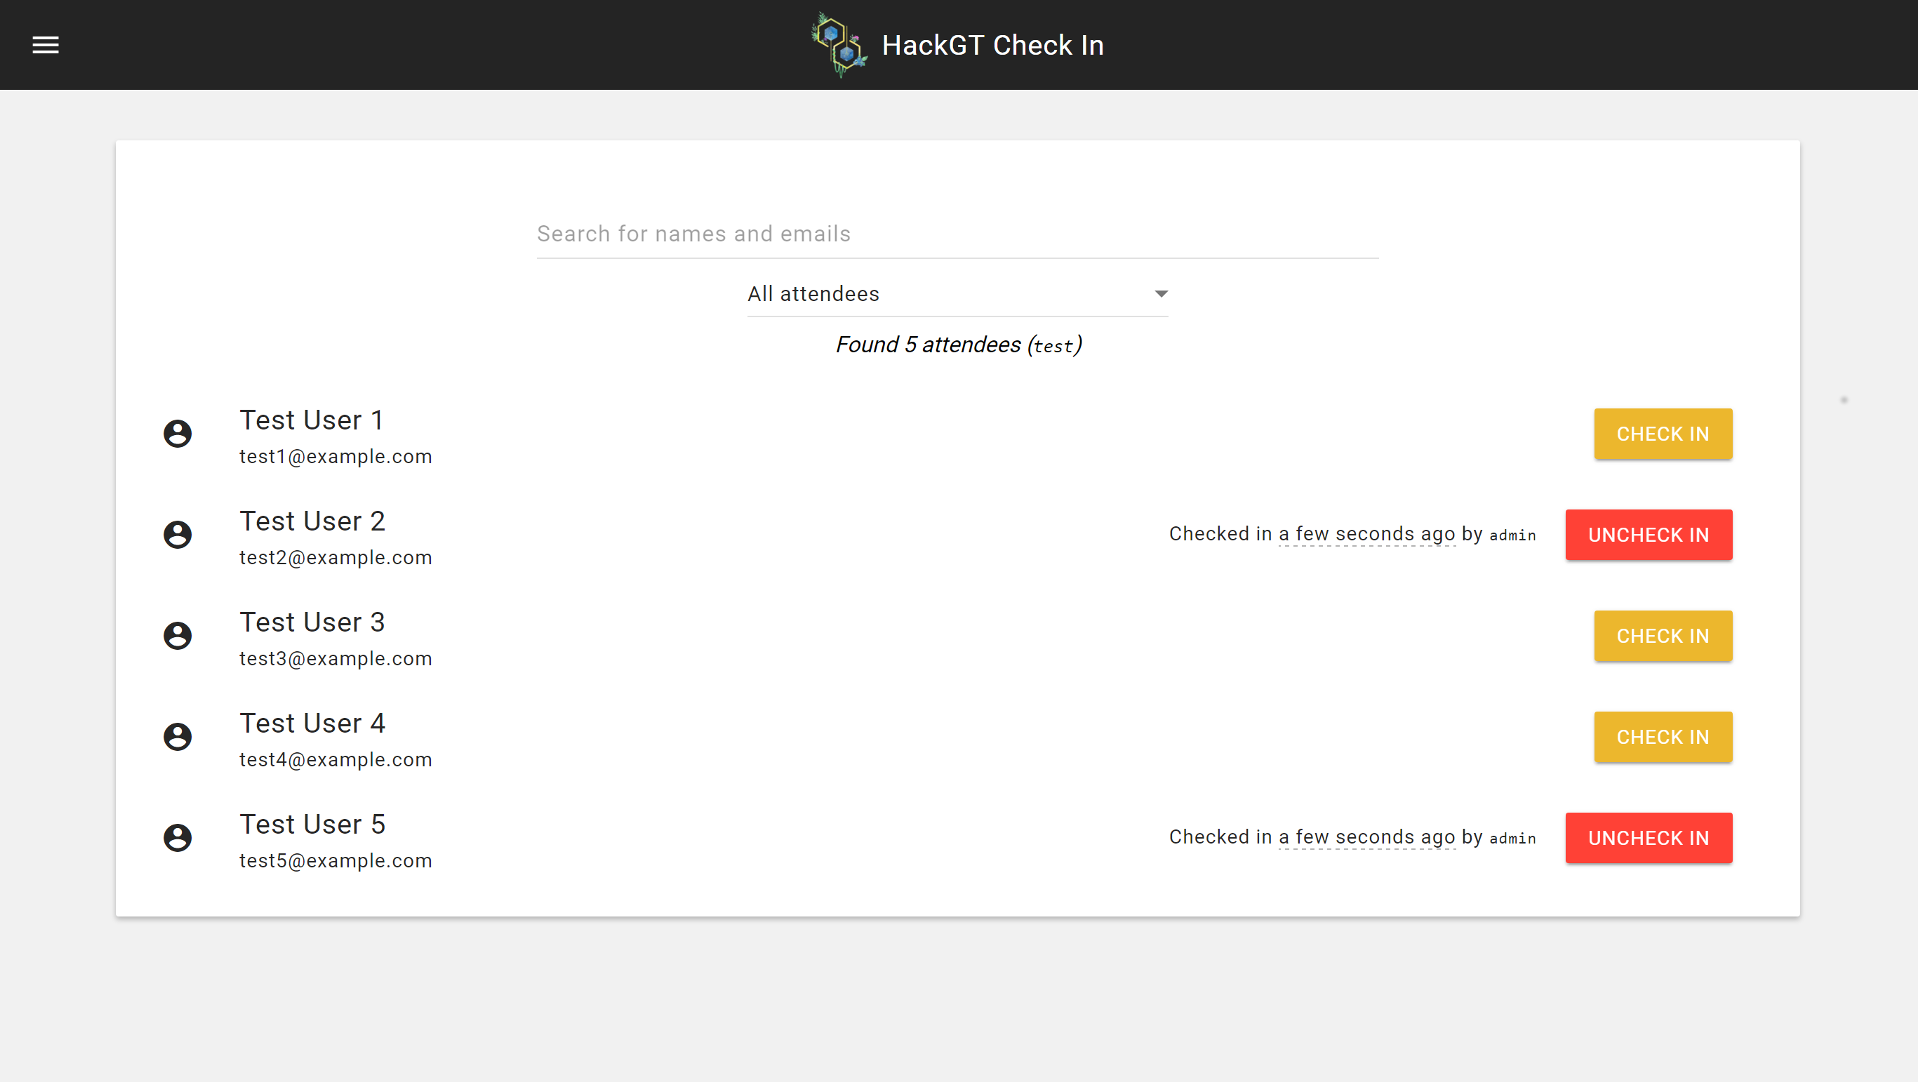 HackGT Check In
Search for names and emails
All attendees
Found 5 attendees (test)
Test User 1
test1@example.com
CHECK IN
Test User 2
test2@example.com
Checked in a few seconds ago by admin
UNCHECK IN
Test User 3
test3@example.com
CHECK IN
Test User 4
test4@example.com
CHECK IN
Test User 5
test5@example.com
Checked in a few seconds ago by admin
UNCHECK IN